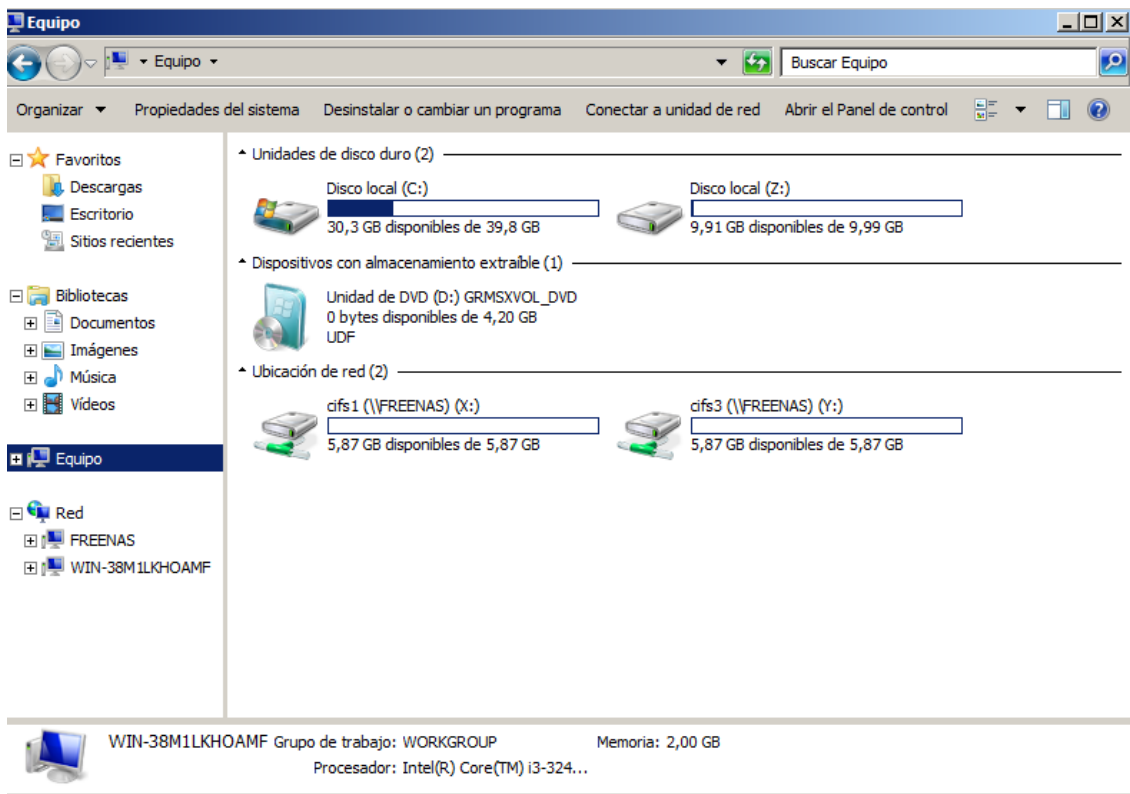 Equipo
Equipo
Buscar Equipo
Organizar Propiedades del sistema Desinstalar o cambiar un programa Conectar a unidad de red Abrir el Panel de control
Favoritos
Descargas
Escritorio
Sitios recientes
Bibliotecas
Documentos
Imágenes
Música
Vídeos
Equipo
Red
FREENAS
WIN-38M1LKHOAMF
Unidades de disco duro (2)
Disco local (C:)
30,3 GB disponibles de 39,8 GB
Disco local (Z:)
9,91 GB disponibles de 9,99 GB
Dispositivos con almacenamiento extraíble (1)
Unidad de DVD (D:) GRMSXVOL_DVD
0 bytes disponibles de 4,20 GB
UDF
Ubicación de red (2)
cifs1 (\\FREENAS) (X:)
5,87 GB disponibles de 5,87 GB
cifs3 (\\FREENAS) (Y:)
5,87 GB disponibles de 5,87 GB
WIN-38M1LKHOAMF Grupo de trabajo: WORKGROUP Memoria: 2,00 GB
Procesador: Intel(R) Core(TM) i3-324...